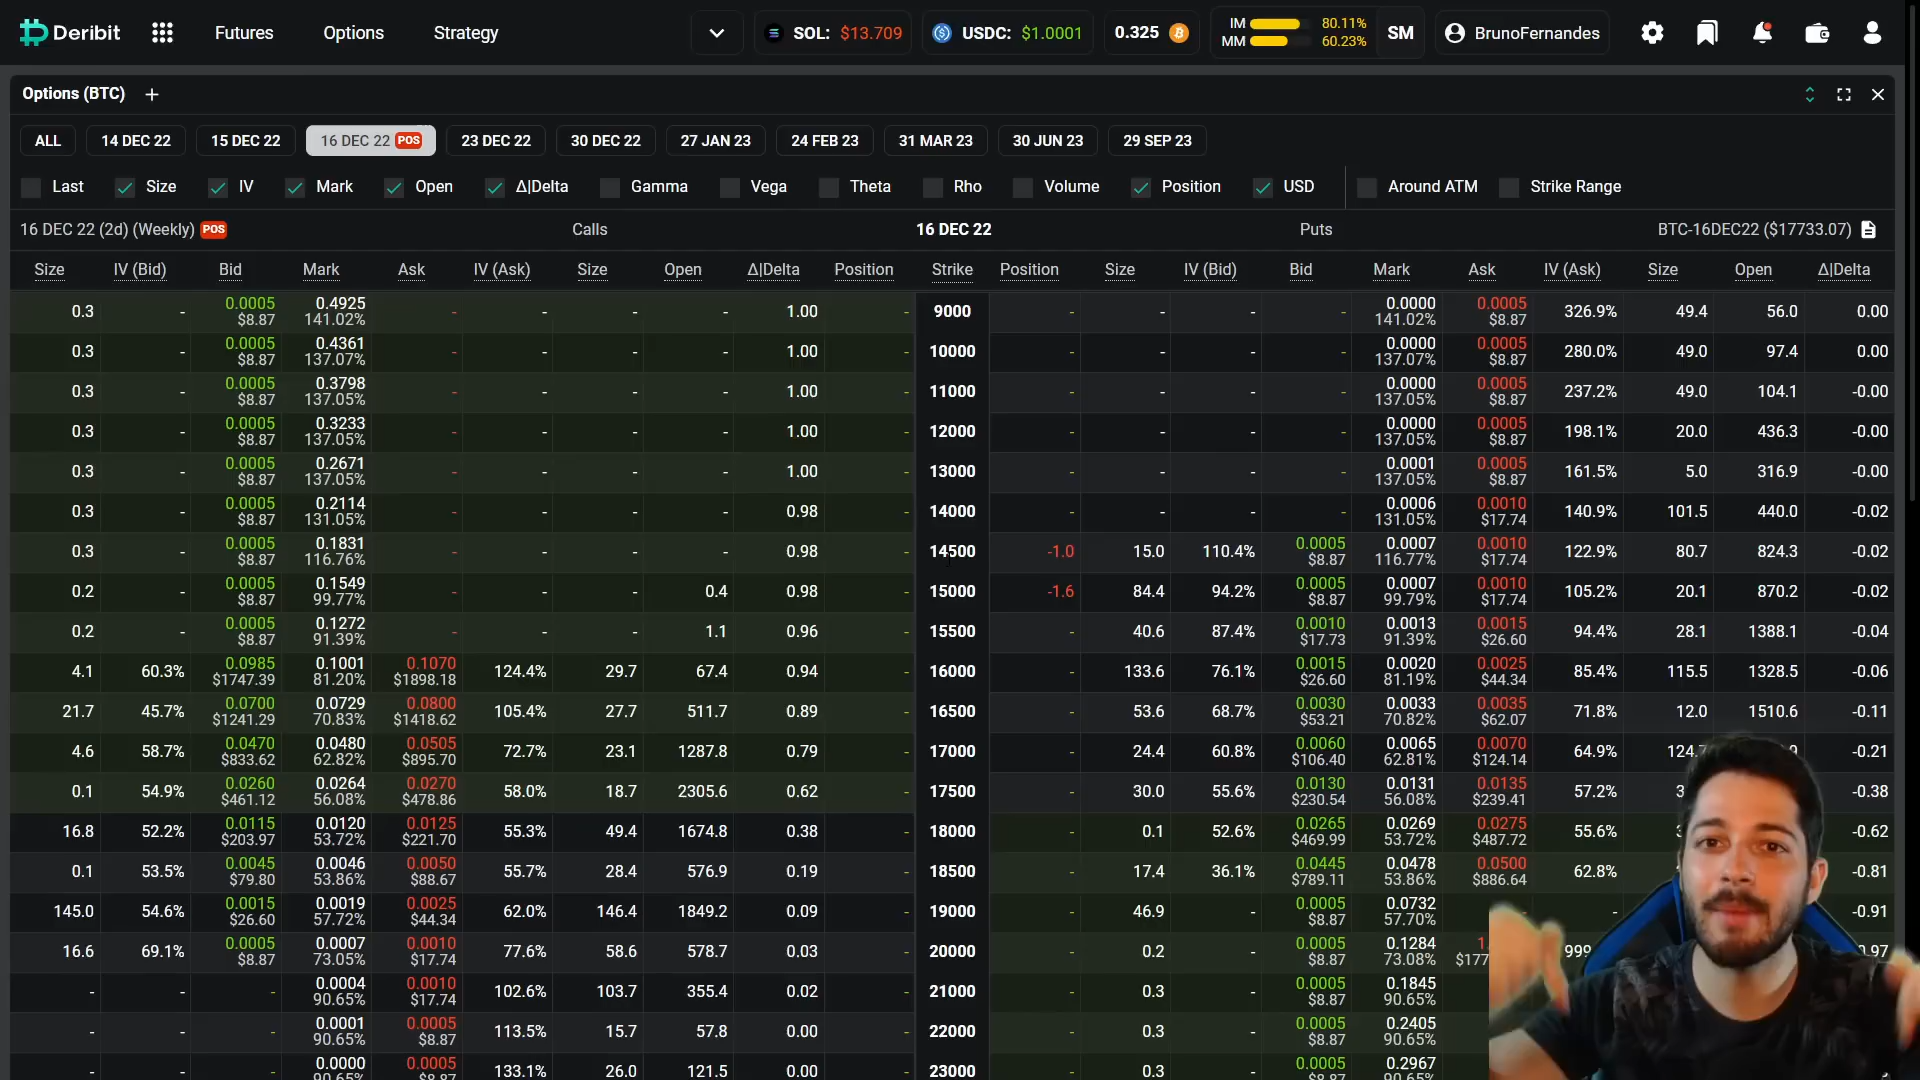 Deribit Futures Options Strategy SOL: $13.709 USDC: $1.0001 0.325 IM 80.11% MM 60.23% SM BrunoFernandes
Options (BTC) +
ALL 14 DEC 22 15 DEC 22 16 DEC 22 POS 23 DEC 22 30 DEC 22 27 JAN 23 24 FEB 23 31 MAR 23 30 JUN 23 29 SEP 23
Last Size IV Mark Open Δ|Delta Gamma Vega Theta Rho Volume Position USD Around ATM Strike Range
16 DEC 22 (2d) (Weekly) POS Calls 16 DEC 22 Puts BTC-16DEC22 ($17733.07)
Size IV (Bid) Bid Mark Ask IV (Ask) Size Open Δ|Delta Position Strike Position Size IV (Bid) Bid Mark Ask IV (Ask) Size Open Δ|Delta
0.3 - 0.0005 $8.87 0.4925 141.02% - - - - 1.00 - 9000 - - - - 0.0000 141.02% 0.0005 $8.87 326.9% 49.4 56.0 0.00
0.3 - 0.0005 $8.87 0.4361 137.07% - - - - 1.00 - 10000 - - - - 0.0000 137.07% 0.0005 $8.87 280.0% 49.0 97.4 0.00
0.3 - 0.0005 $8.87 0.3798 137.05% - - - - 1.00 - 11000 - - - - 0.0000 137.05% 0.0005 $8.87 237.2% 49.0 104.1 -0.00
0.3 - 0.0005 $8.87 0.3233 137.05% - - - - 1.00 - 12000 - - - - 0.0000 137.05% 0.0005 $8.87 198.1% 20.0 436.3 -0.00
0.3 - 0.0005 $8.87 0.2671 137.05% - - - - 1.00 - 13000 - - - - 0.0001 137.05% 0.0005 $8.87 161.5% 5.0 316.9 -0.00
0.3 - 0.0005 $8.87 0.2114 131.05% - - - - 0.98 - 14000 - - - - 0.0006 131.05% 0.0010 $17.74 140.9% 101.5 440.0 -0.02
0.3 - 0.0005 $8.87 0.1831 116.76% - - - - 0.98 - 14500 -1.0 15.0 110.4% 0.0005 $8.87 0.0007 116.77% 0.0010 $17.74 122.9% 80.7 824.3 -0.02
0.2 - 0.0005 $8.87 0.1549 99.77% - - - 0.4 0.98 - 15000 -1.6 84.4 94.2% 0.0005 $8.87 0.0007 99.79% 0.0010 $17.74 105.2% 20.1 870.2 -0.02
0.2 - 0.0005 $8.87 0.1272 91.39% - - - 1.1 0.96 - 15500 - 40.6 87.4% 0.0010 $17.73 0.0013 91.39% 0.0015 $26.60 94.4% 28.1 1388.1 -0.04
4.1 60.3% 0.0985 $1747.39 0.1001 81.20% 0.1070 $1898.18 124.4% 29.7 67.4 0.94 - 16000 - 133.6 76.1% 0.0015 $26.60 0.0020 81.19% 0.0025 $44.34 85.4% 115.5 1328.5 -0.06
21.7 45.7% 0.0700 $1241.29 0.0729 70.83% 0.0800 $1418.62 105.4% 27.7 511.7 0.89 - 16500 - 53.6 68.7% 0.0030 $53.21 0.0033 70.82% 0.0035 $62.07 71.8% 12.0 1510.6 -0.11
4.6 58.7% 0.0470 $833.62 0.0480 62.82% 0.0505 $895.70 72.7% 23.1 1287.8 0.79 - 17000 - 24.4 60.8% 0.0060 $106.40 0.0065 62.81% 0.0070 $124.14 64.9% 124.7 -0.21
0.1 54.9% 0.0260 $461.12 0.0264 56.08% 0.0270 $478.86 58.0% 18.7 2305.6 0.62 - 17500 - 30.0 55.6% 0.0130 $230.54 0.0131 56.08% 0.0135 $239.41 57.2% -0.38
16.8 52.2% 0.0115 $203.97 0.0120 53.72% 0.0125 $221.70 55.3% 49.4 1674.8 0.38 - 18000 - 0.1 52.6% 0.0265 $469.99 0.0269 53.72% 0.0275 $487.72 55.6% -0.62
0.1 53.5% 0.0045 $79.80 0.0046 53.86% 0.0050 $88.67 55.7% 28.4 576.9 0.19 - 18500 - 17.4 36.1% 0.0445 $789.11 0.0478 53.86% 0.0500 $886.64 62.8% -0.81
145.0 54.6% 0.0015 $26.60 0.0019 57.72% 0.0025 $44.34 62.0% 146.4 1849.2 0.09 - 19000 - 46.9 - 0.0005 $8.87 0.0732 57.70% - - -0.91
16.6 69.1% 0.0005 $8.87 0.0007 73.05% 0.0010 $17.74 77.6% 58.6 578.7 0.03 - 20000 - 0.2 - 0.0005 $8.87 0.1284 73.08%
- - - 0.0004 90.65% 0.0010 $17.74 102.6% 103.7 355.4 0.02 - 21000 - 0.3 - 0.0005 $8.87 0.1845 90.65%
- - - 0.0001 90.65% 0.0005 $8.87 113.5% 15.7 57.8 0.00 - 22000 - 0.3 - 0.0005 $8.87 0.2405 90.65%
- - - 0.0000 90.65% 0.0005 $8.87 133.1% 26.0 121.5 0.00 - 23000 - 0.3 - 0.0005 $8.87 0.2967 90.65%